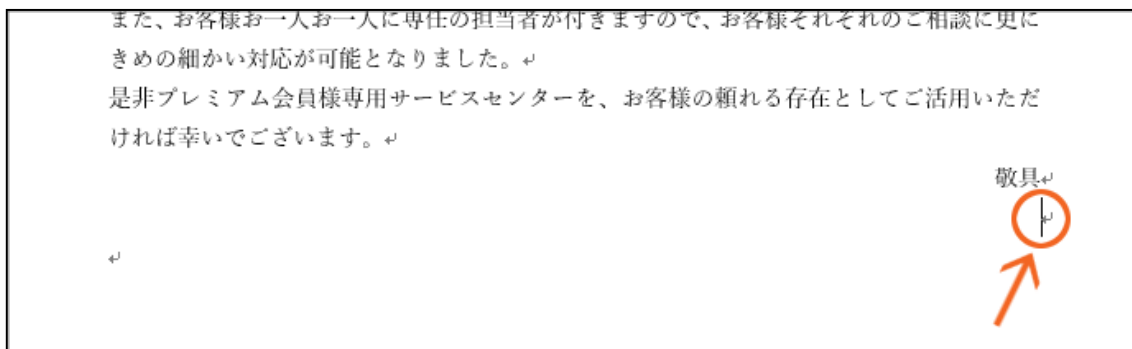 また、お客様お一人お一人に専任の担当者が付きますので、お客様それぞれのご相談に更に
きめの細かい対応が可能となりました。↵
是非プレミアム会員様専用サービスセンターを、お客様の頼れる存在としてご活用いただ
ければ幸いでございます。↵
敬具↵
↵
↵